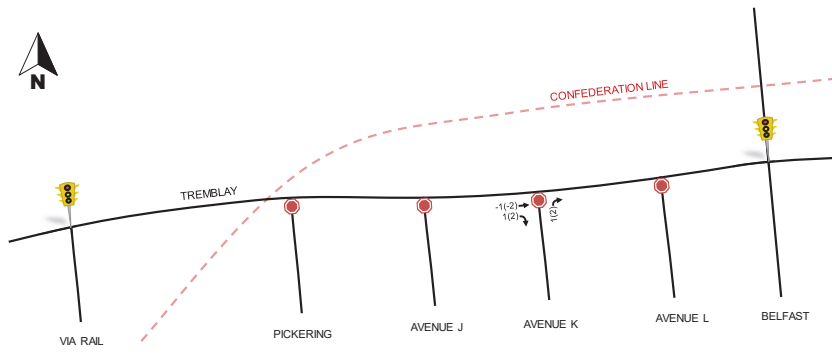 N
CONFEDERATION LINE
TREMBLAY
-1(-2)
1(2)
1(2)
VIA RAIL
PICKERING
AVENUE J
AVENUE K
AVENUE L
BELFAST